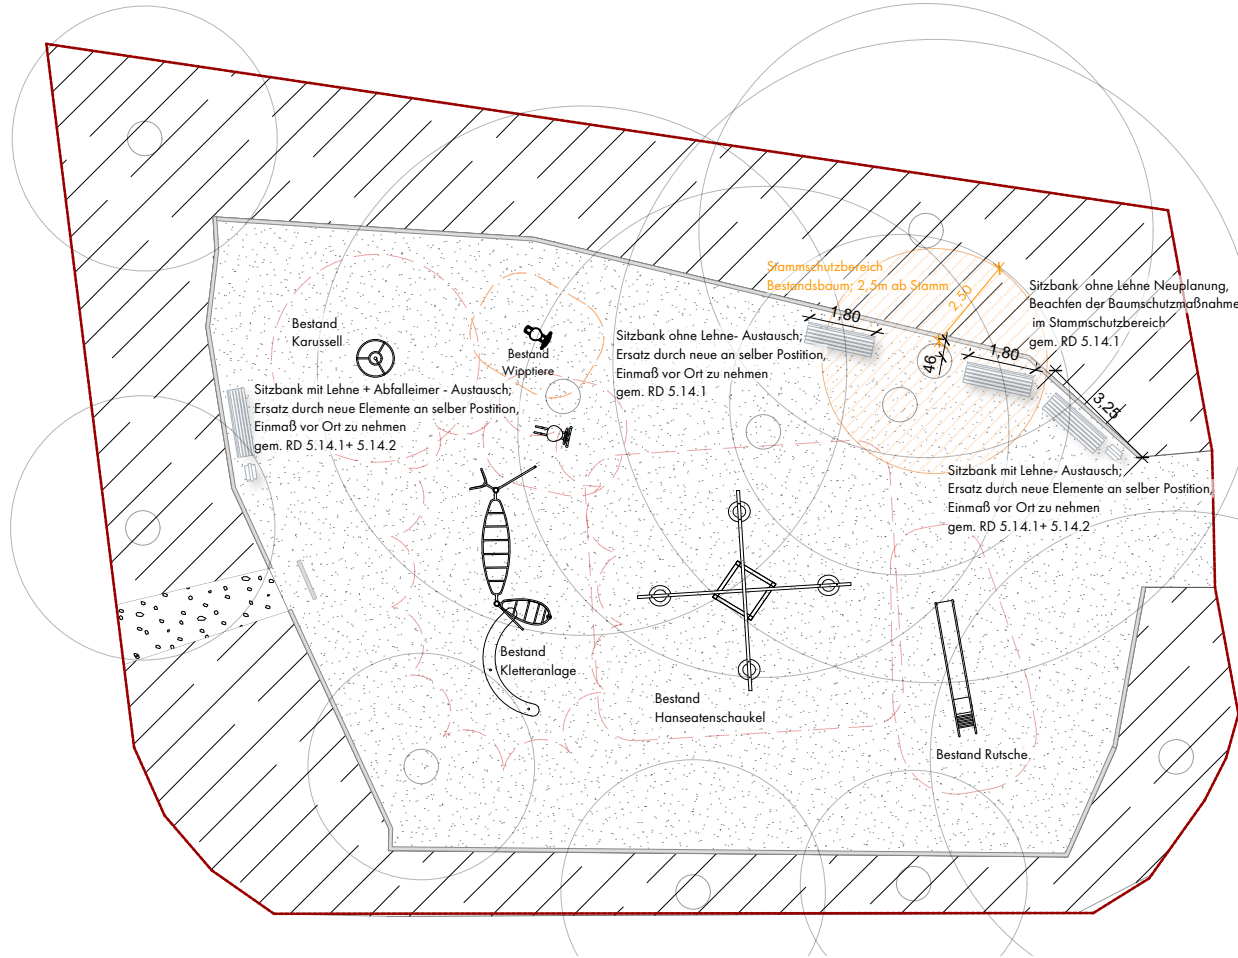 Stammschutzbereich
Bestandsbaum; 2,5m ab Stamm
2,50
Sitzbank  ohne Lehne Neuplanung,
Beachten der Baumschutzmaßnahme
im Stammschutzbereich
gem. RD 5.14.1
1,80
Bestand
Karussell
Bestand
Wipptiere
Sitzbank ohne Lehne- Austausch;
Ersatz durch neue an selber Postition,
Einmaß vor Ort zu nehmen
gem. RD 5.14.1
46
1,80
3,25
Sitzbank mit Lehne + Abfalleimer - Austausch;
Ersatz durch neue Elemente an selber Postition,
Einmaß vor Ort zu nehmen
gem. RD 5.14.1+ 5.14.2
Sitzbank mit Lehne- Austausch;
Ersatz durch neue Elemente an selber Postition,
Einmaß vor Ort zu nehmen
gem. RD 5.14.1+ 5.14.2
Bestand
Kletteranlage
Bestand
Hanseatenschaukel
Bestand Rutsche